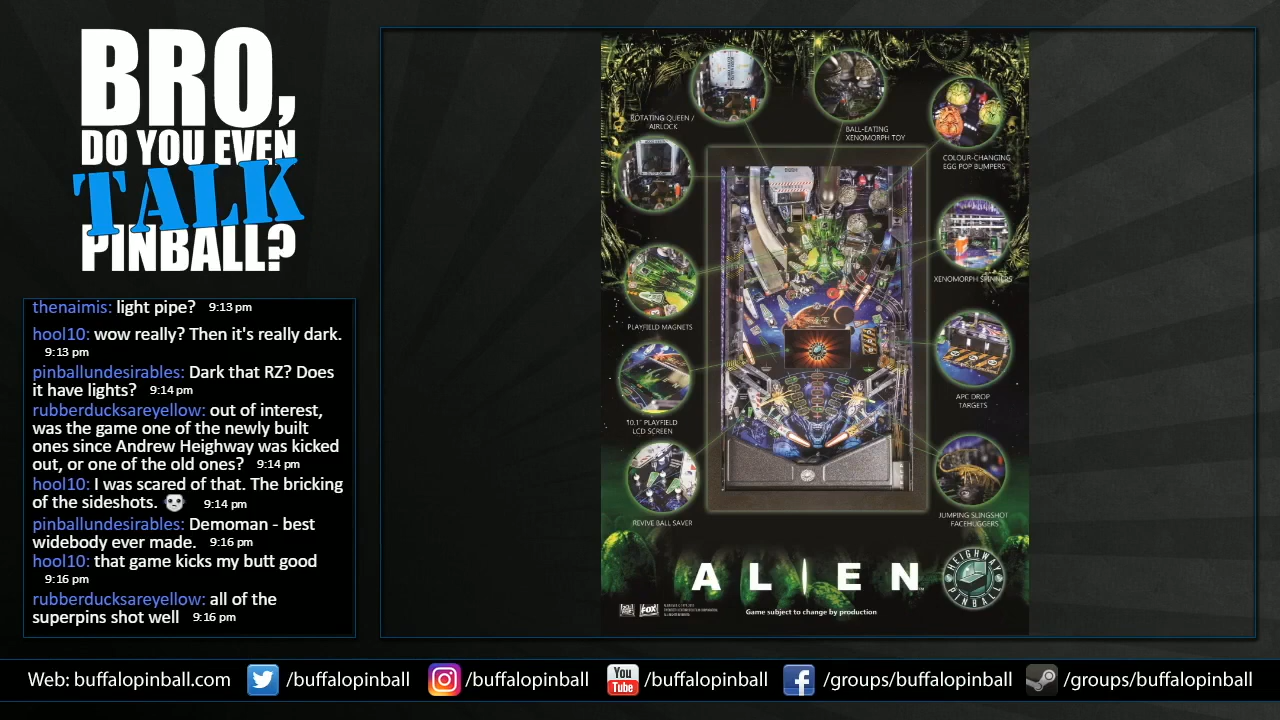 BRO,
DO YOU EVEN
TALK
PINBALL?
thenaimis: light pipe? 9:13 pm
hool10: wow really? Then it's really dark.
9:13 pm
pinballundesirables: Dark that RZ? Does
it have lights? 9:14 pm
rubberducksareyellow: out of interest,
was the game one of the newly built
ones since Andrew Heighway was kicked
out, or one of the old ones? 9:14 pm
hool10: I was scared of that. The bricking
of the sideshots. 9:14 pm
pinballundesirables: Demoman - best
widebody ever made. 9:16 pm
hool10: that game kicks my butt good
9:16 pm
rubberducksareyellow: all of the
superpins shot well 9:16 pm
ROTATING QUEEN /
AIRLOCK
BALL-EATING
XENOMORPH TOY
COLOUR-CHANGING
EGG POP BUMPERS
XENOMORPH SPINNERS
PLAYFIELD MAGNETS
APC DROP
TARGETS
10.1" PLAYFIELD
LCD SCREEN
REVIVE BALL SAVER
JUMPING SLINGSHOT
FACEHUGGERS
ALIEN
HEIGHWAY
PINBALL
FOX
Game subject to change by production
Web: buffalopinball.com
/buffalopinball
/buffalopinball
You
Tube
/buffalopinball
/groups/buffalopinball
/groups/buffalopinball